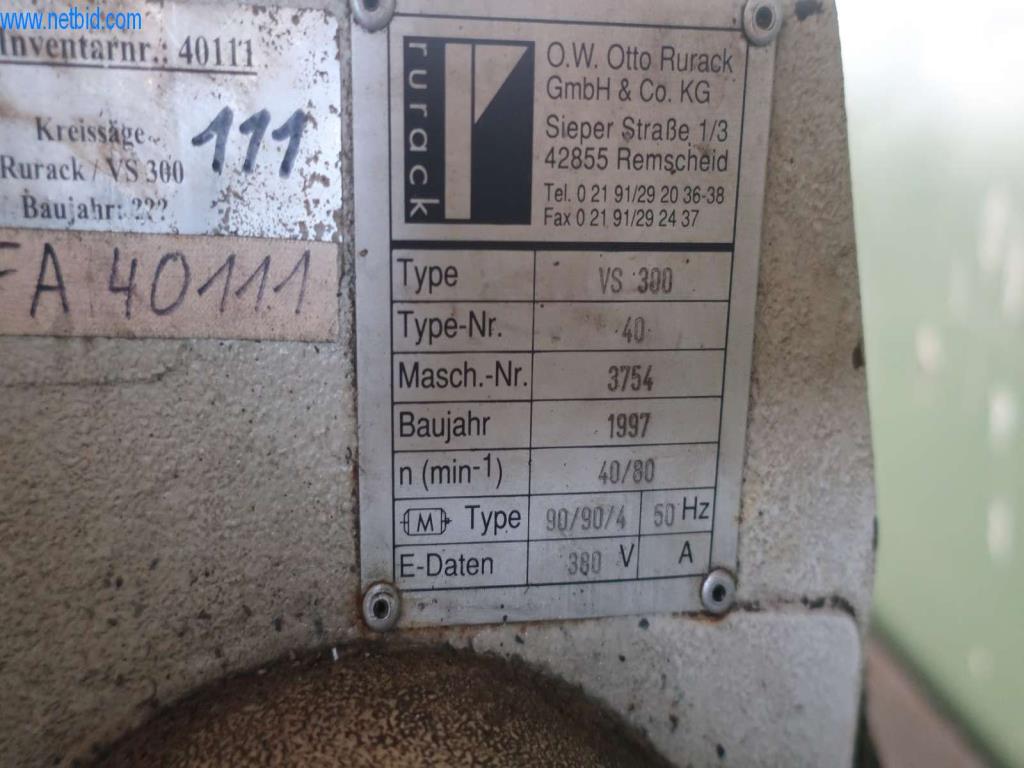 www.netbid.com
Inventarnr.: 40111
Kreissäge
Rurack / VS 300
Baujahr: ???
111
FA 40111
rurack
O.W. Otto Rurack
GmbH & Co. KG
Sieper Straße 1/3
42855 Remscheid
Tel. 0 21 91/29 20 36-38
Fax 0 21 91/29 24 37
Type VS 300
Type-Nr. 40
Masch.-Nr. 3754
Baujahr 1997
n (min-1) 40/80
M Type 90/90/4 50 Hz
E-Daten 380 V A